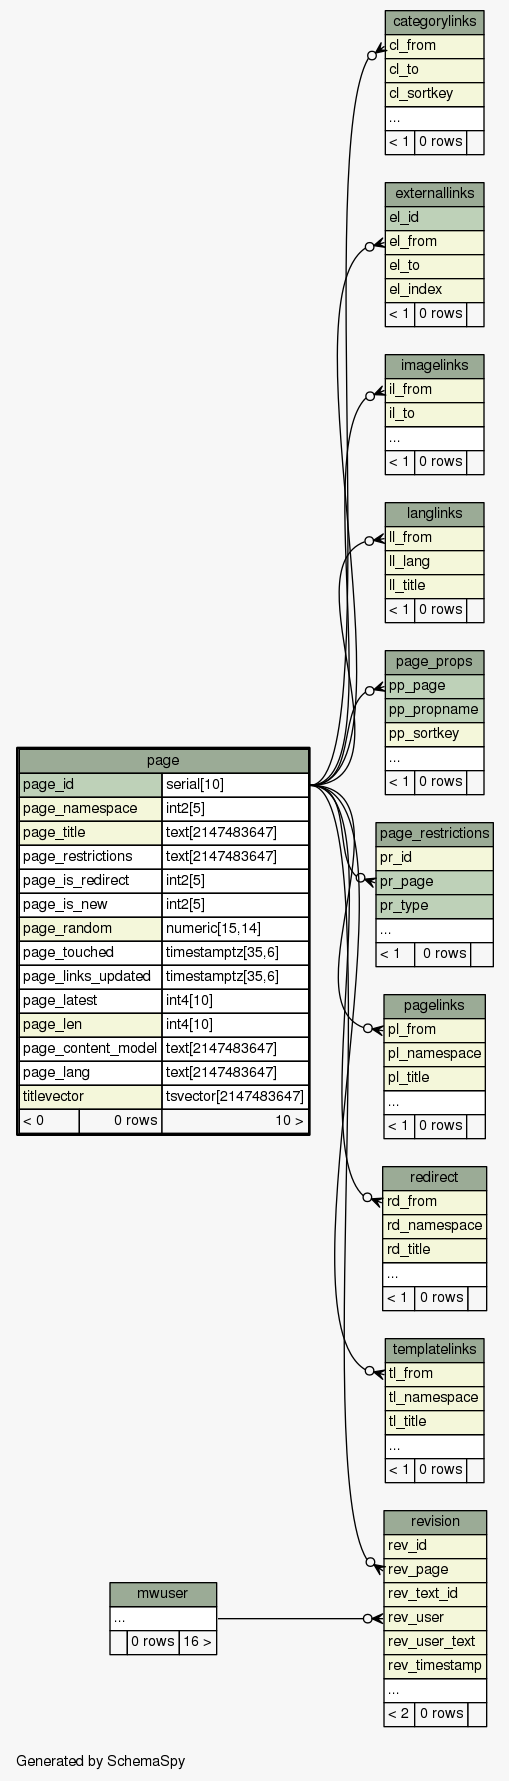 categorylinks
cl_from
cl_to
cl_sortkey
...
< 1 0 rows
externallinks
el_id
el_from
el_to
el_index
< 1 0 rows
imagelinks
il_from
il_to
...
< 1 0 rows
langlinks
ll_from
ll_lang
ll_title
< 1 0 rows
page_props
pp_page
pp_propname
pp_sortkey
...
< 1 0 rows
page
page_id serial[10]
page_namespace int2[5]
page_title text[2147483647]
page_restrictions text[2147483647]
page_is_redirect int2[5]
page_is_new int2[5]
page_random numeric[15,14]
page_touched timestamptz[35,6]
page_links_updated timestamptz[35,6]
page_latest int4[10]
page_len int4[10]
page_content_model text[2147483647]
page_lang text[2147483647]
titlevector tsvector[2147483647]
< 0 0 rows 10 >
page_restrictions
pr_id
pr_page
pr_type
...
< 1 0 rows
pagelinks
pl_from
pl_namespace
pl_title
...
< 1 0 rows
redirect
rd_from
rd_namespace
rd_title
...
< 1 0 rows
templatelinks
tl_from
tl_namespace
tl_title
...
< 1 0 rows
revision
rev_id
rev_page
rev_text_id
rev_user
rev_user_text
rev_timestamp
...
< 2 0 rows
mwuser
...
0 rows 16 >
Generated by SchemaSpy